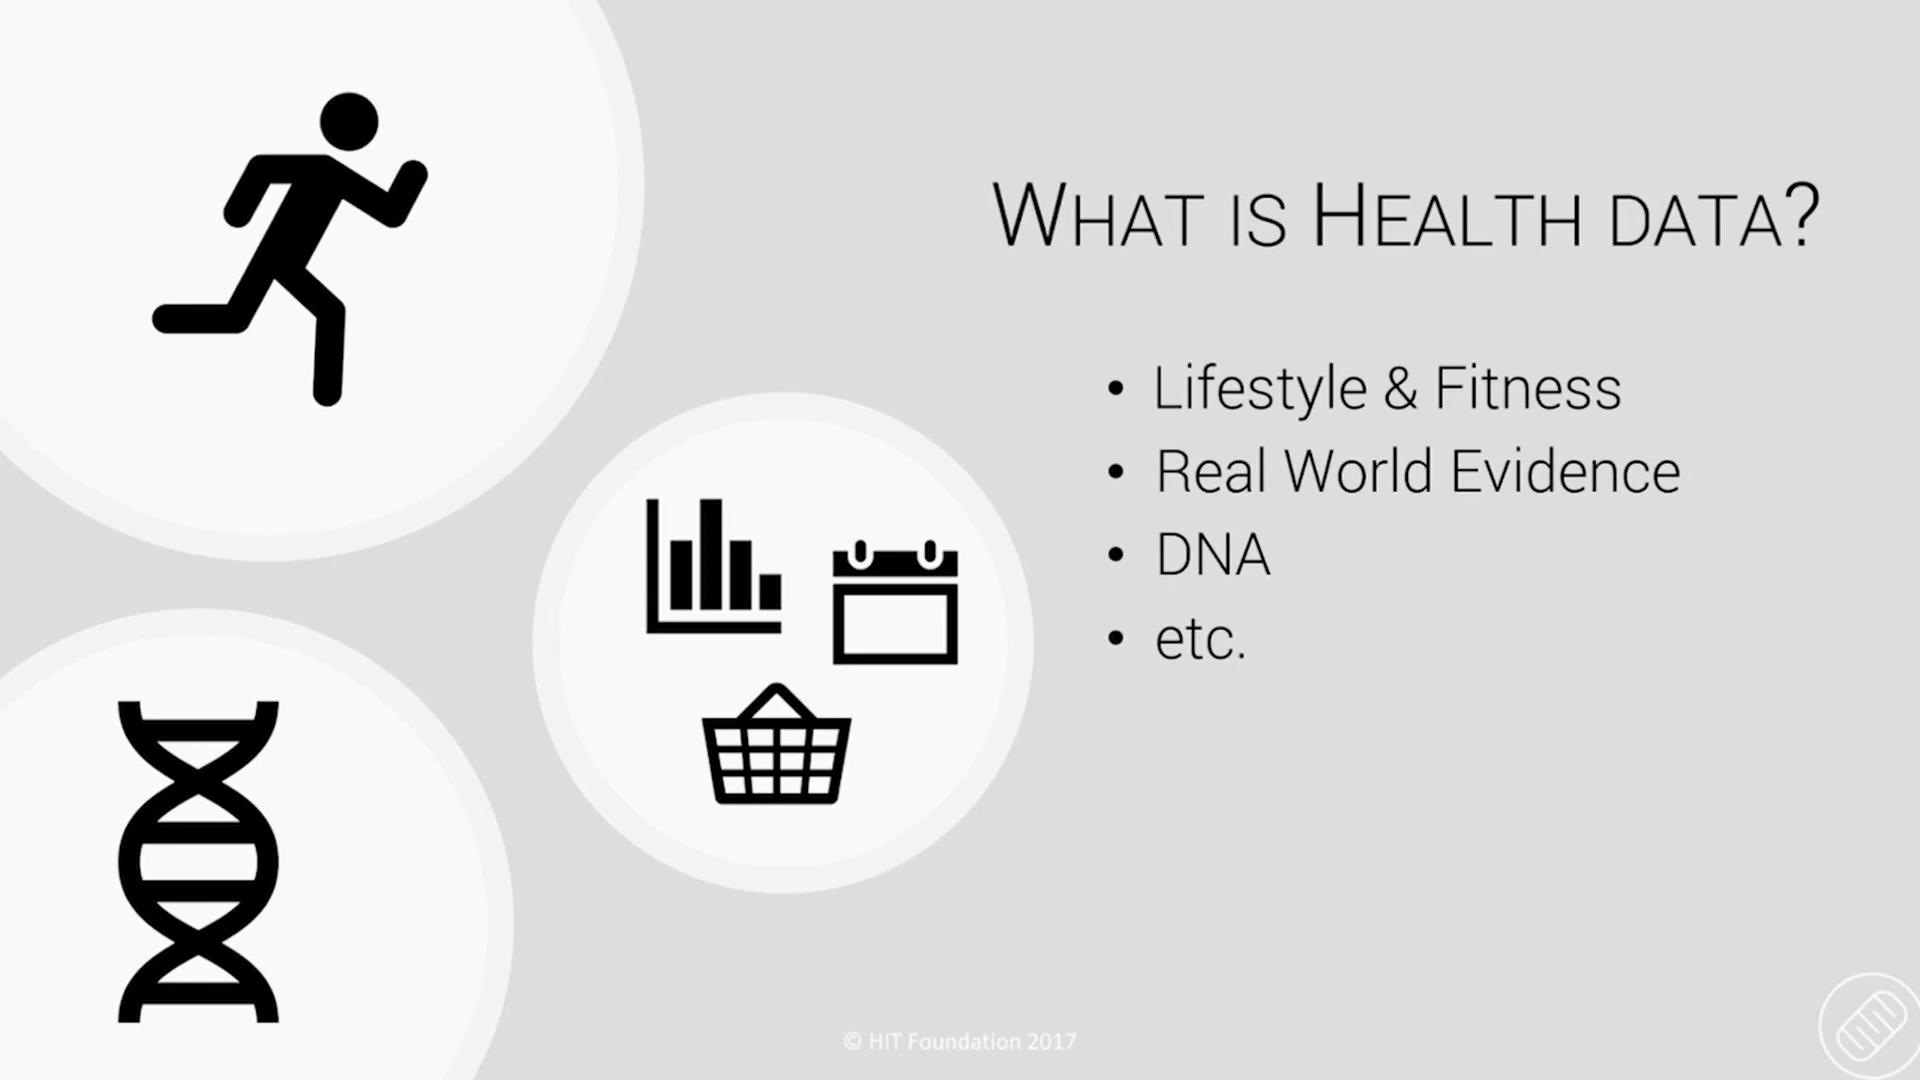 What is Health data?
• Lifestyle & Fitness
• Real World Evidence
• DNA
• etc.
© HIT Foundation 2017